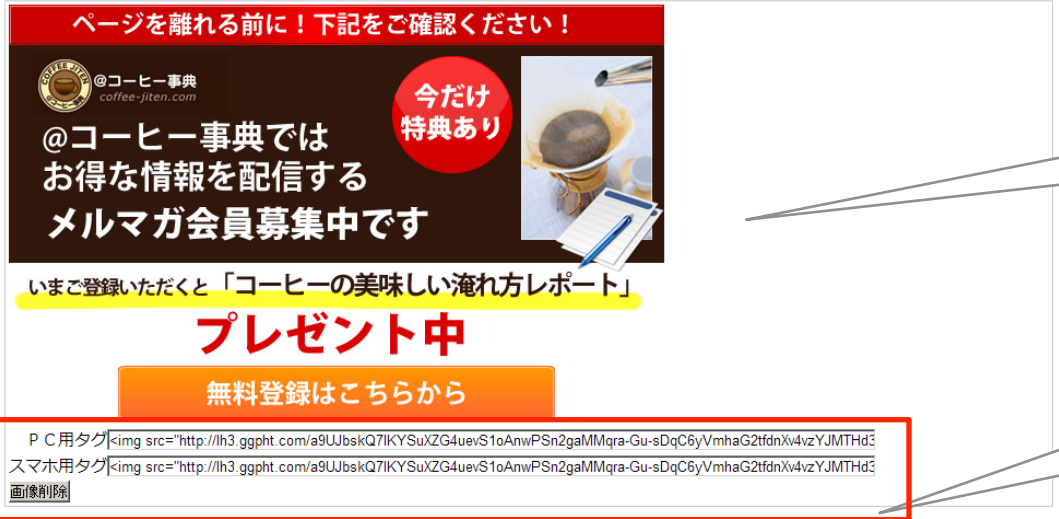 ページを離れる前に！下記をご確認ください！
COFFEE JITEN
@コーヒー事典
coffee-jiten.com
今だけ
特典あり
@コーヒー事典では
お得な情報を配信する
メルマガ会員募集中です
いまご登録いただくと「コーヒーの美味しい淹れ方レポート」
プレゼント中
無料登録はこちらから
ＰＣ用タグ <img src="http://lh3.ggpht.com/a9UJbskQ7IKYSuXZG4uevS1oAnwPSn2gaMMqra-Gu-sDqC6yVmhaG2tfdnXv4vzYJMTHd3
スマホ用タグ <img src="http://lh3.ggpht.com/a9UJbskQ7IKYSuXZG4uevS1oAnwPSn2gaMMqra-Gu-sDqC6yVmhaG2tfdnXv4vzYJMTHd3
画像削除